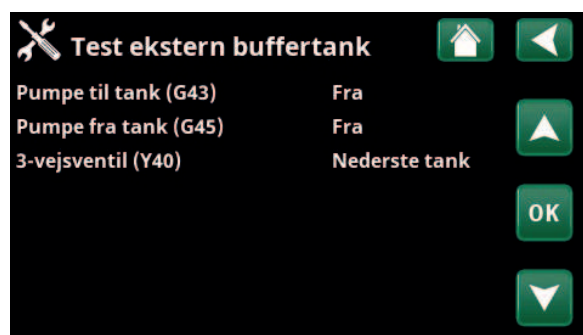 Test ekstern buffertank
Pumpe til tank (G43) Fra
Pumpe fra tank (G45) Fra
3-vejsventil (Y40) Nederste tank
OK